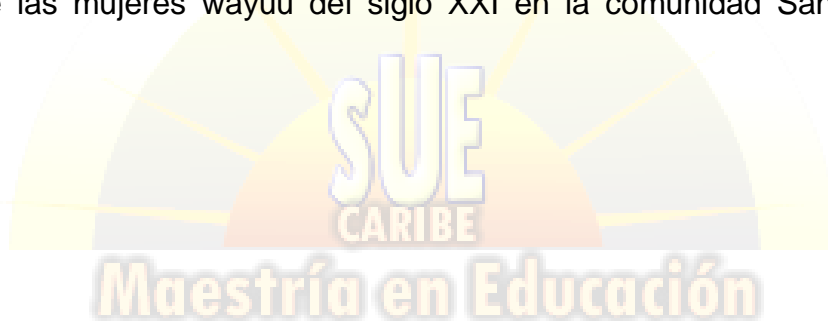 las mujeres wayuu del siglo XXI en la comunidad San
SUE
CARIBE
Maestría en Educación